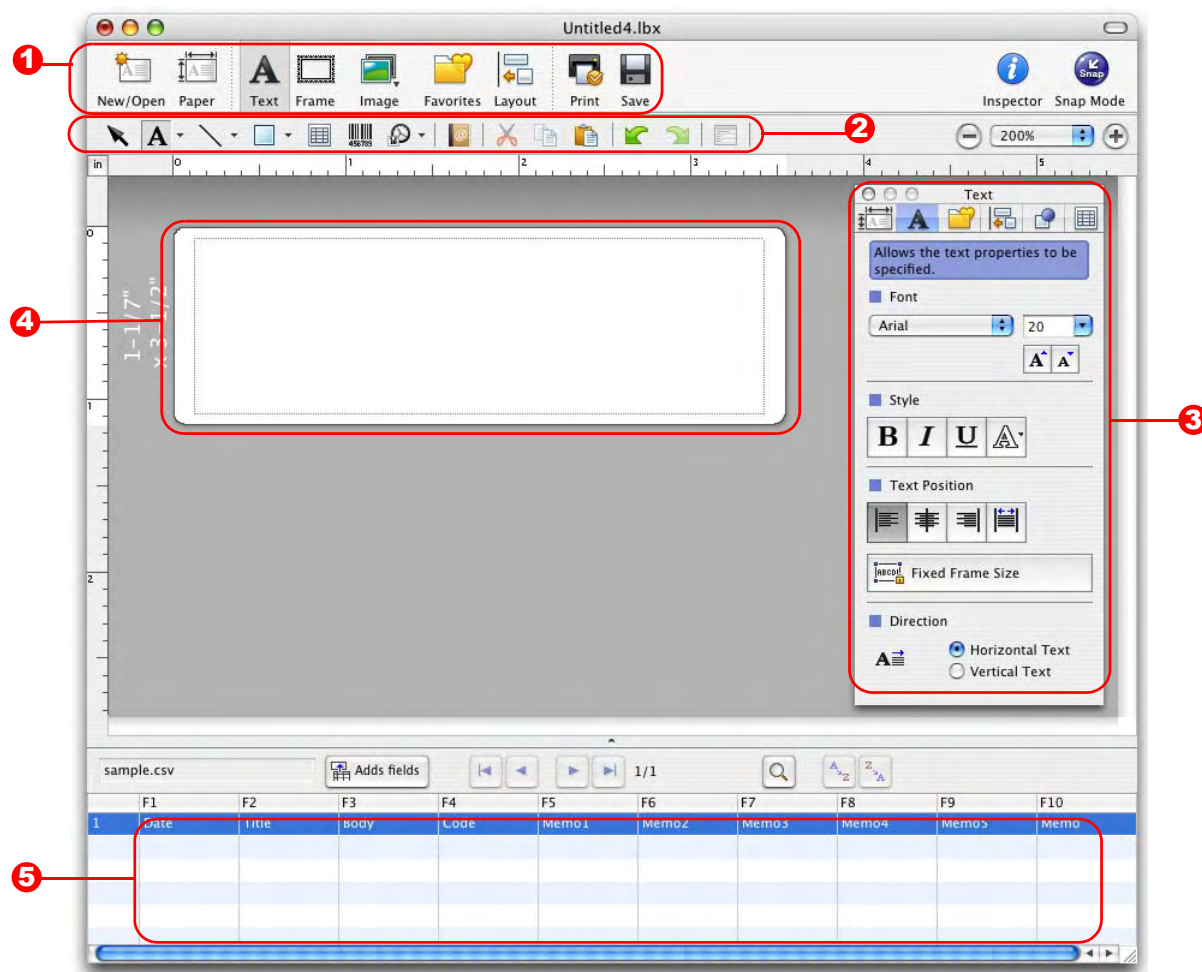 Untitled4.lbx
1
New/Open Paper Text Frame Image Favorites Layout Print Save Inspector Snap Mode
A 456789 2 200%
in 0 1 2 3 4 5
Text
Allows the text properties to be
specified.
Font
Arial 20
A A
Style
B I U A
3
Text Position
ABCDE Fixed Frame Size
Direction
A Horizontal Text
Vertical Text
0
1
2
4
1-1/7"
x 3-1/2"
sample.csv Adds fields 1/1 A Z Z A
F1 F2 F3 F4 F5 F6 F7 F8 F9 F10
1 Date Title Body Code Memo1 Memo2 Memo3 Memo4 Memo5 Memo
5